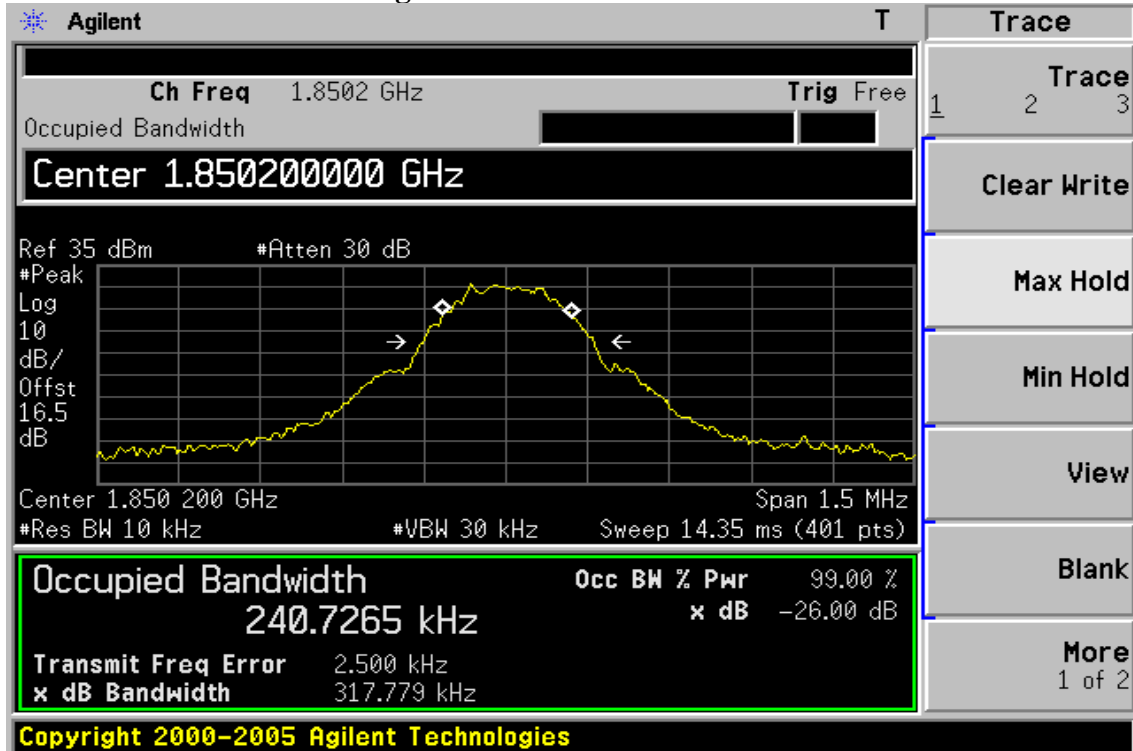 Agilent T Trace
Ch Freq 1.8502 GHz Trig Free
Occupied Bandwidth
Center 1.850200000 GHz
Ref 35 dBm #Atten 30 dB
#Peak
Log
10
dB/
Offst
16.5
dB
Center 1.850 200 GHz Span 1.5 MHz
#Res BW 10 kHz #VBW 30 kHz Sweep 14.35 ms (401 pts)
Occupied Bandwidth Occ BW % Pwr 99.00 %
240.7265 kHz x dB -26.00 dB
Transmit Freq Error 2.500 kHz
x dB Bandwidth 317.779 kHz
Copyright 2000-2005 Agilent Technologies
Trace
1 2 3
Clear Write
Max Hold
Min Hold
View
Blank
More
1 of 2